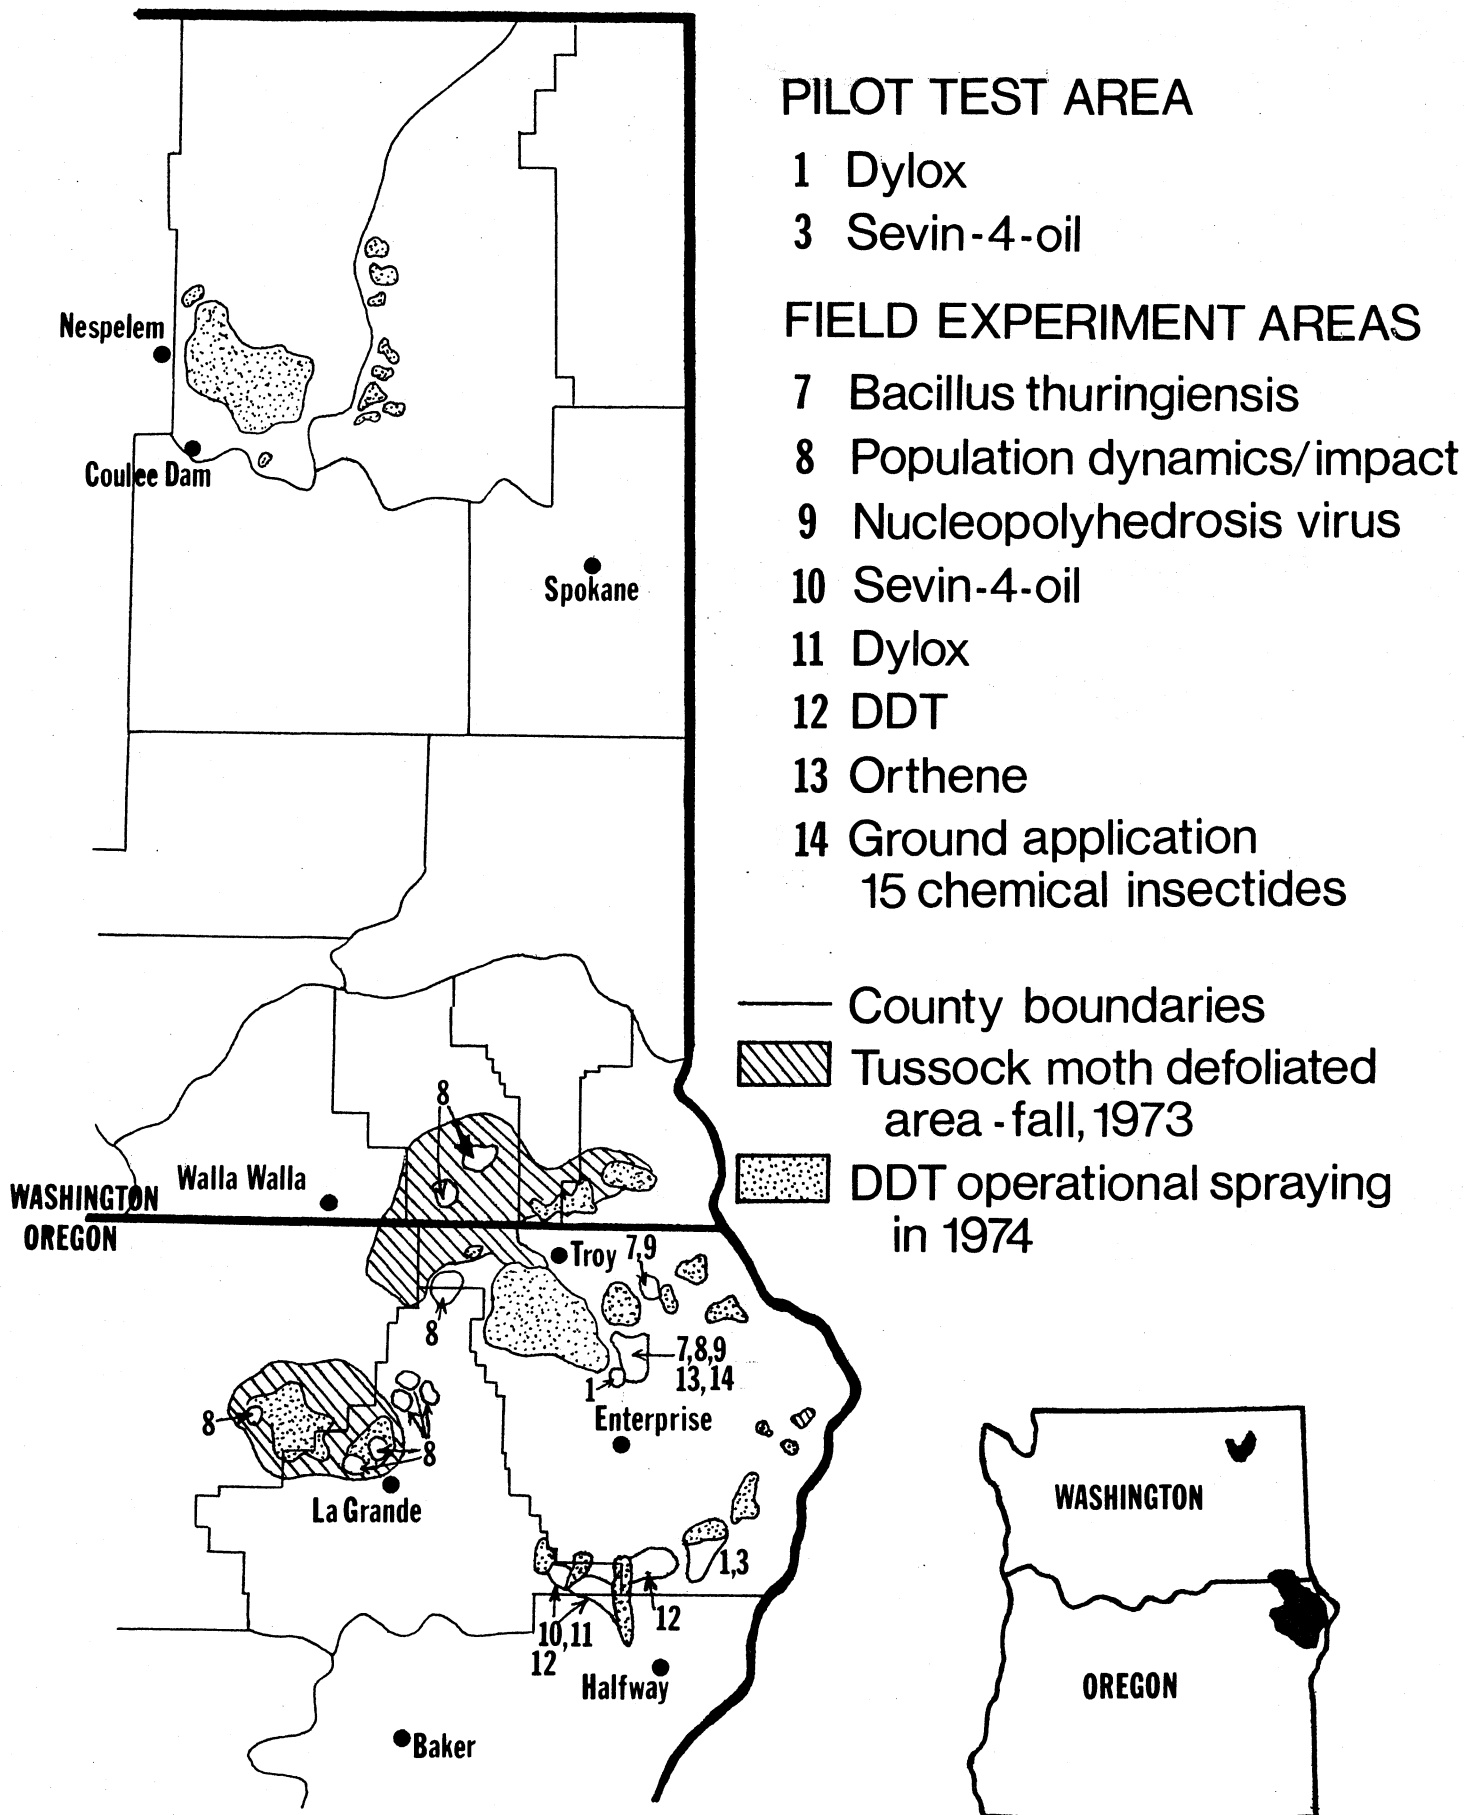 PILOT TEST AREA
1 Dylox
3 Sevin-4-oil
FIELD EXPERIMENT AREAS
7 Bacillus thuringiensis
8 Population dynamics/impact
9 Nucleopolyhedrosis virus
10 Sevin-4-oil
11 Dylox
12 DDT
13 Orthene
14 Ground application
15 chemical insectides
County boundaries
Tussock moth defoliated
area - fall, 1973
DDT operational spraying
in 1974
Nespelem
Coulee Dam
Spokane
8
Walla Walla
WASHINGTON
OREGON
Troy
7,9
8
7,8,9
13,14
1
Enterprise
8
8
La Grande
1,3
12
10,11
12
Halfway
Baker
WASHINGTON
OREGON